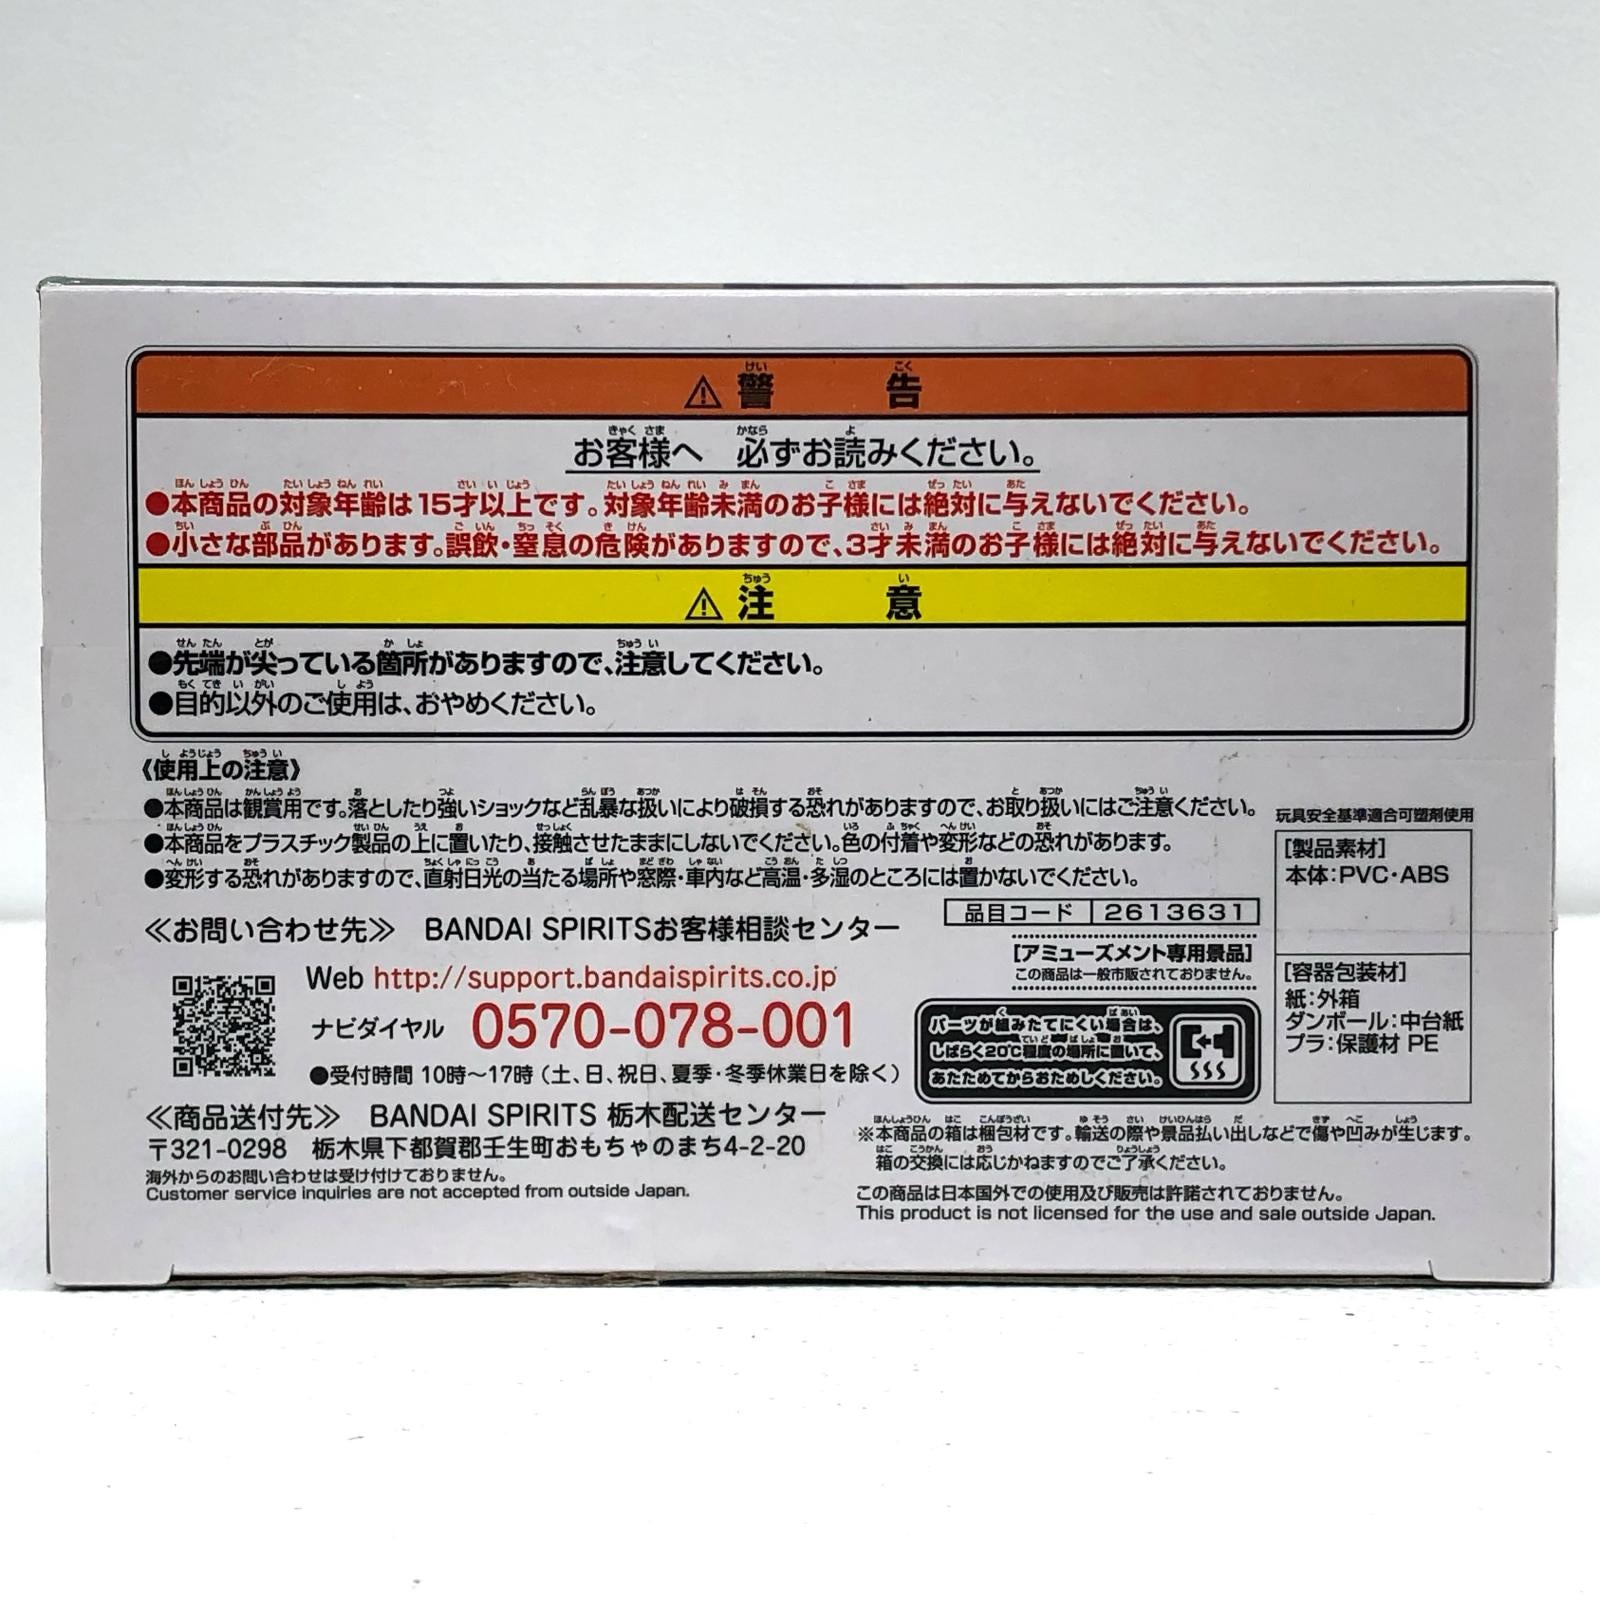 ⚠警告
お客様へ 必ずお読みください。
●本商品の対象年齢は15才以上です。対象年齢未満のお子様には絶対に与えないでください。
●小さな部品があります。誤飲・窒息の危険がありますので、3才未満のお子様には絶対に与えないでください。
⚠注意
●先端が尖っている箇所がありますので、注意してください。
●目的以外のご使用は、おやめください。
《使用上の注意》
●本商品は観賞用です。落としたり強いショックなど乱暴な扱いにより破損する恐れがありますので、お取り扱いにはご注意ください。
●本商品をプラスチック製品の上に置いたり、接触させたままにしないでください。色の付着や変形などの恐れがあります。
●変形する恐れがありますので、直射日光の当たる場所や窓際・車内など高温・多湿のところには置かないでください。
玩具安全基準適合可塑剤使用
[製品素材]
本体:PVC・ABS
[容器包装材]
紙:外箱
ダンボール:中台紙
プラ:保護材 PE
品目コード 2613631
[アミューズメント専用景品]
この商品は一般市販されておりません。
パーツが組みたてにくい場合は、
しばらく20℃程度の場所に置いて、
あたためてからおためしください。
≪お問い合わせ先≫ BANDAI SPIRITSお客様相談センター
Web http://support.bandaispirits.co.jp
ナビダイヤル 0570-078-001
●受付時間 10時～17時(土、日、祝日、夏季・冬季休業日を除く)
≪商品送付先≫ BANDAI SPIRITS 栃木配送センター
〒321-0298 栃木県下都賀郡壬生町おもちゃのまち4-2-20
海外からのお問い合わせは受け付けておりません。
Customer service inquiries are not accepted from outside Japan.
※本商品の箱は梱包材です。輸送の際や景品払い出しなどで傷や凹みが生じます。
箱の交換には応じかねますのでご了承ください。
この商品は日本国外での使用及び販売は許諾されておりません。
This product is not licensed for the use and sale outside Japan.